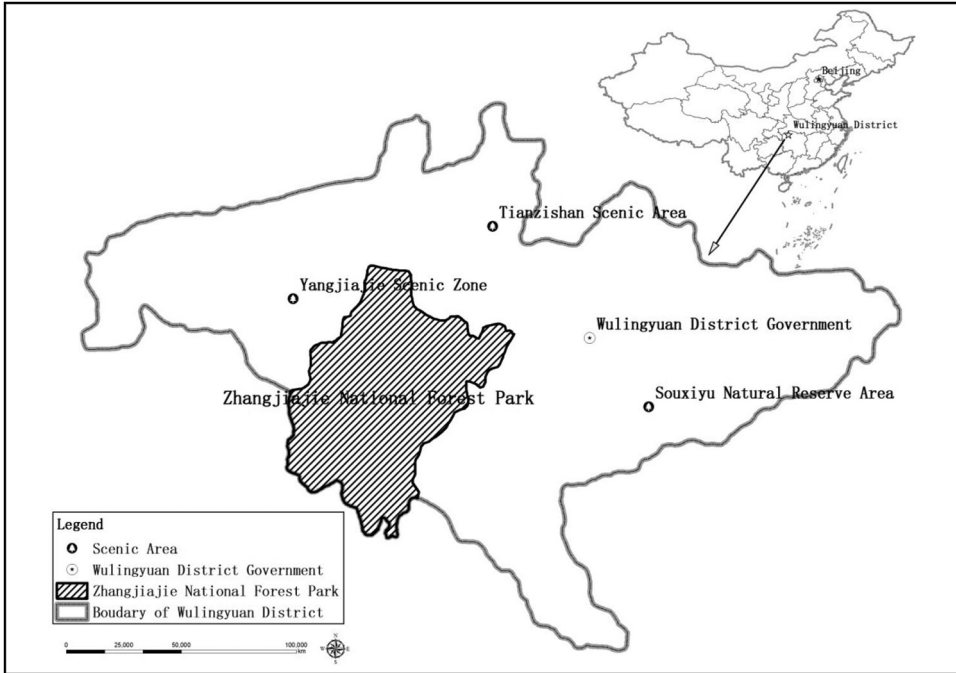 Beijing
Wulingyuan District
Tianzishan Scenic Area
Yangjiajie Scenic Zone
Wulingyuan District Government
Zhangjiajie National Forest Park
Souxiyu Natural Reserve Area
Legend
Scenic Area
Wulingyuan District Government
Zhangjiajie National Forest Park
Boudary of Wulingyuan District
0 25,000 50,000 100,000
km
N
W E
S